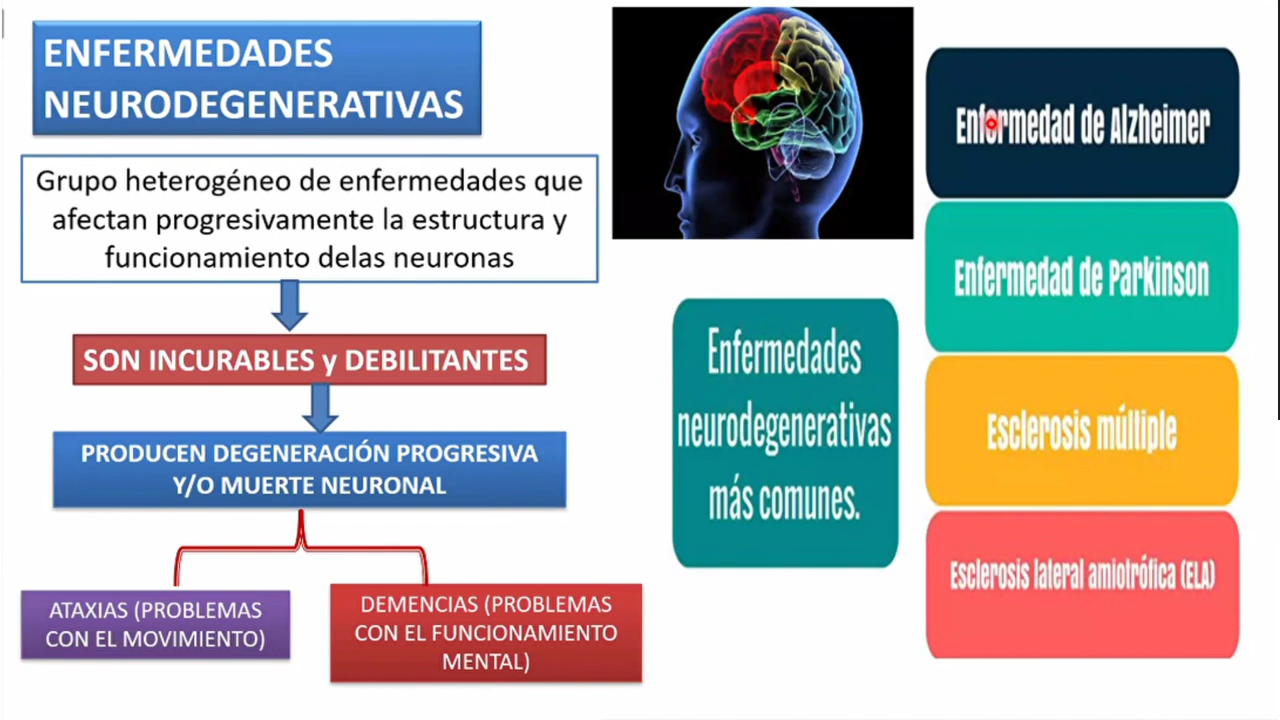 ENFERMEDADES
NEURODEGENERATIVAS
Grupo heterogéneo de enfermedades que
afectan progresivamente la estructura y
funcionamiento delas neuronas
SON INCURABLES y DEBILITANTES
PRODUCEN DEGENERACIÓN PROGRESIVA
Y/O MUERTE NEURONAL
ATAXIAS (PROBLEMAS
CON EL MOVIMIENTO)
DEMENCIAS (PROBLEMAS
CON EL FUNCIONAMIENTO
MENTAL)
Enfermedades
neurodegenerativas
más comunes.
Enfermedad de Alzheimer
Enfermedad de Parkinson
Esclerosis múltiple
Esclerosis lateral amiotrófica (ELA)